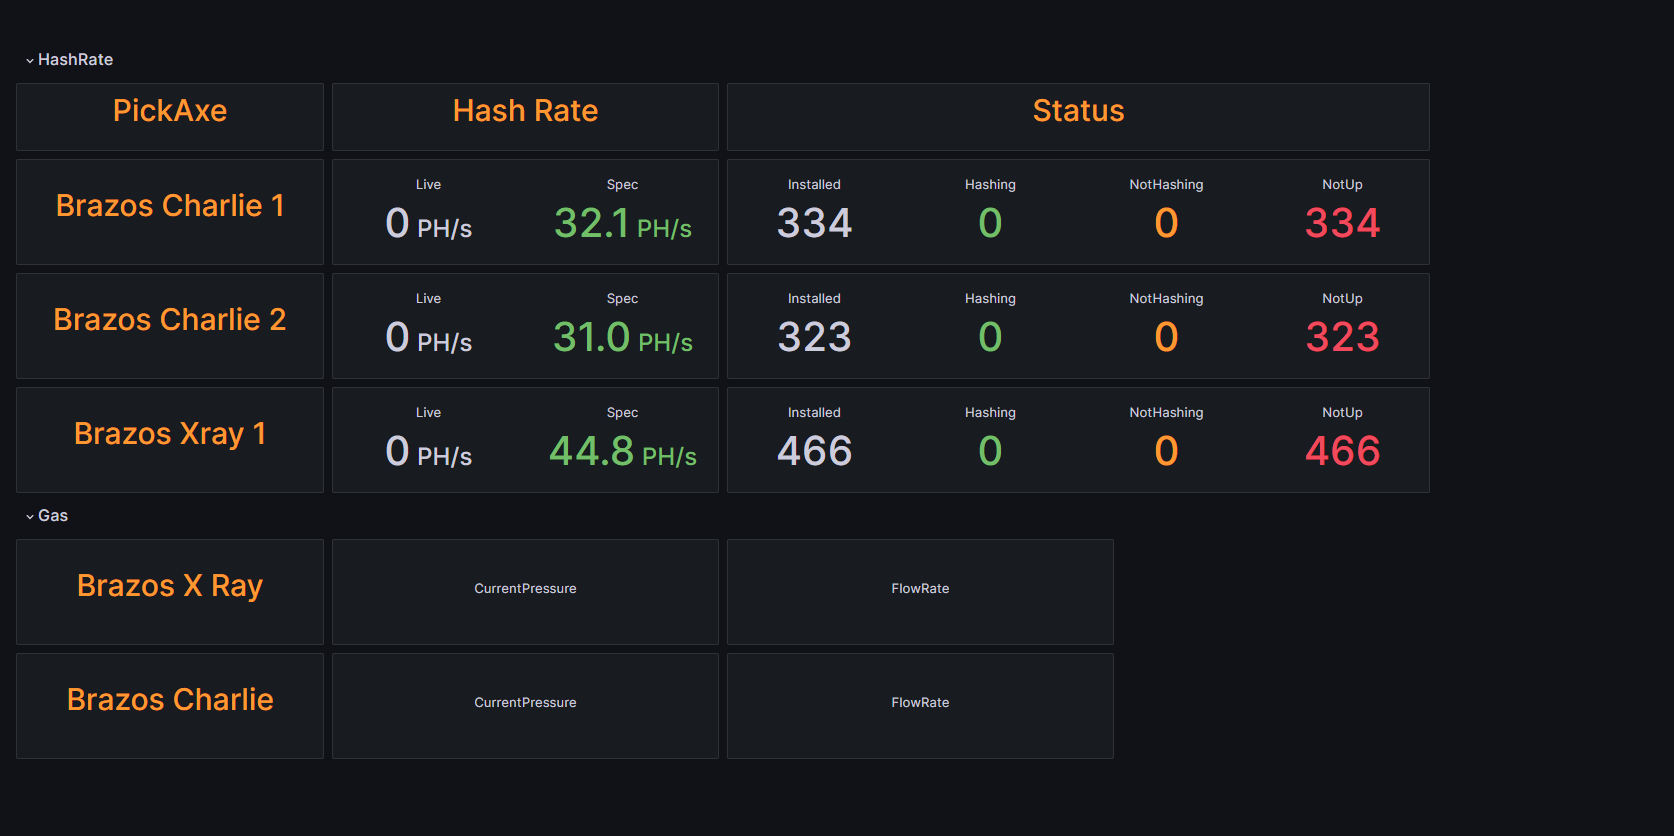 HashRate
PickAxe Hash Rate Status
Brazos Charlie 1 Live Spec Installed Hashing NotHashing NotUp
0 PH/s 32.1 PH/s 334 0 0 334
Brazos Charlie 2 Live Spec Installed Hashing NotHashing NotUp
0 PH/s 31.0 PH/s 323 0 0 323
Brazos Xray 1 Live Spec Installed Hashing NotHashing NotUp
0 PH/s 44.8 PH/s 466 0 0 466
Gas
Brazos X Ray CurrentPressure FlowRate
Brazos Charlie CurrentPressure FlowRate